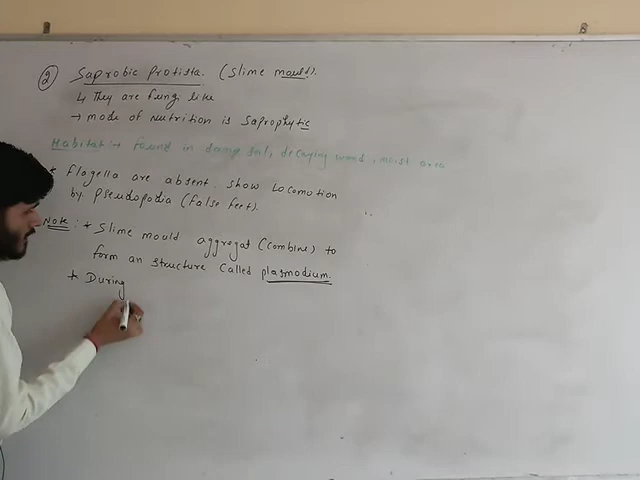 ② Saprobic Protista. (Slime mould).
↳ They are fungi like
→ mode of Nutrition is Saprophytic
Habitat :→ Found in damp soil, decaying wood, moist area
* Flagella are absent. Show Locomotion
by Pseudopodia (False feet).
Note : * Slime mould aggregat (combine) to
form an structure called plasmodium.
* During